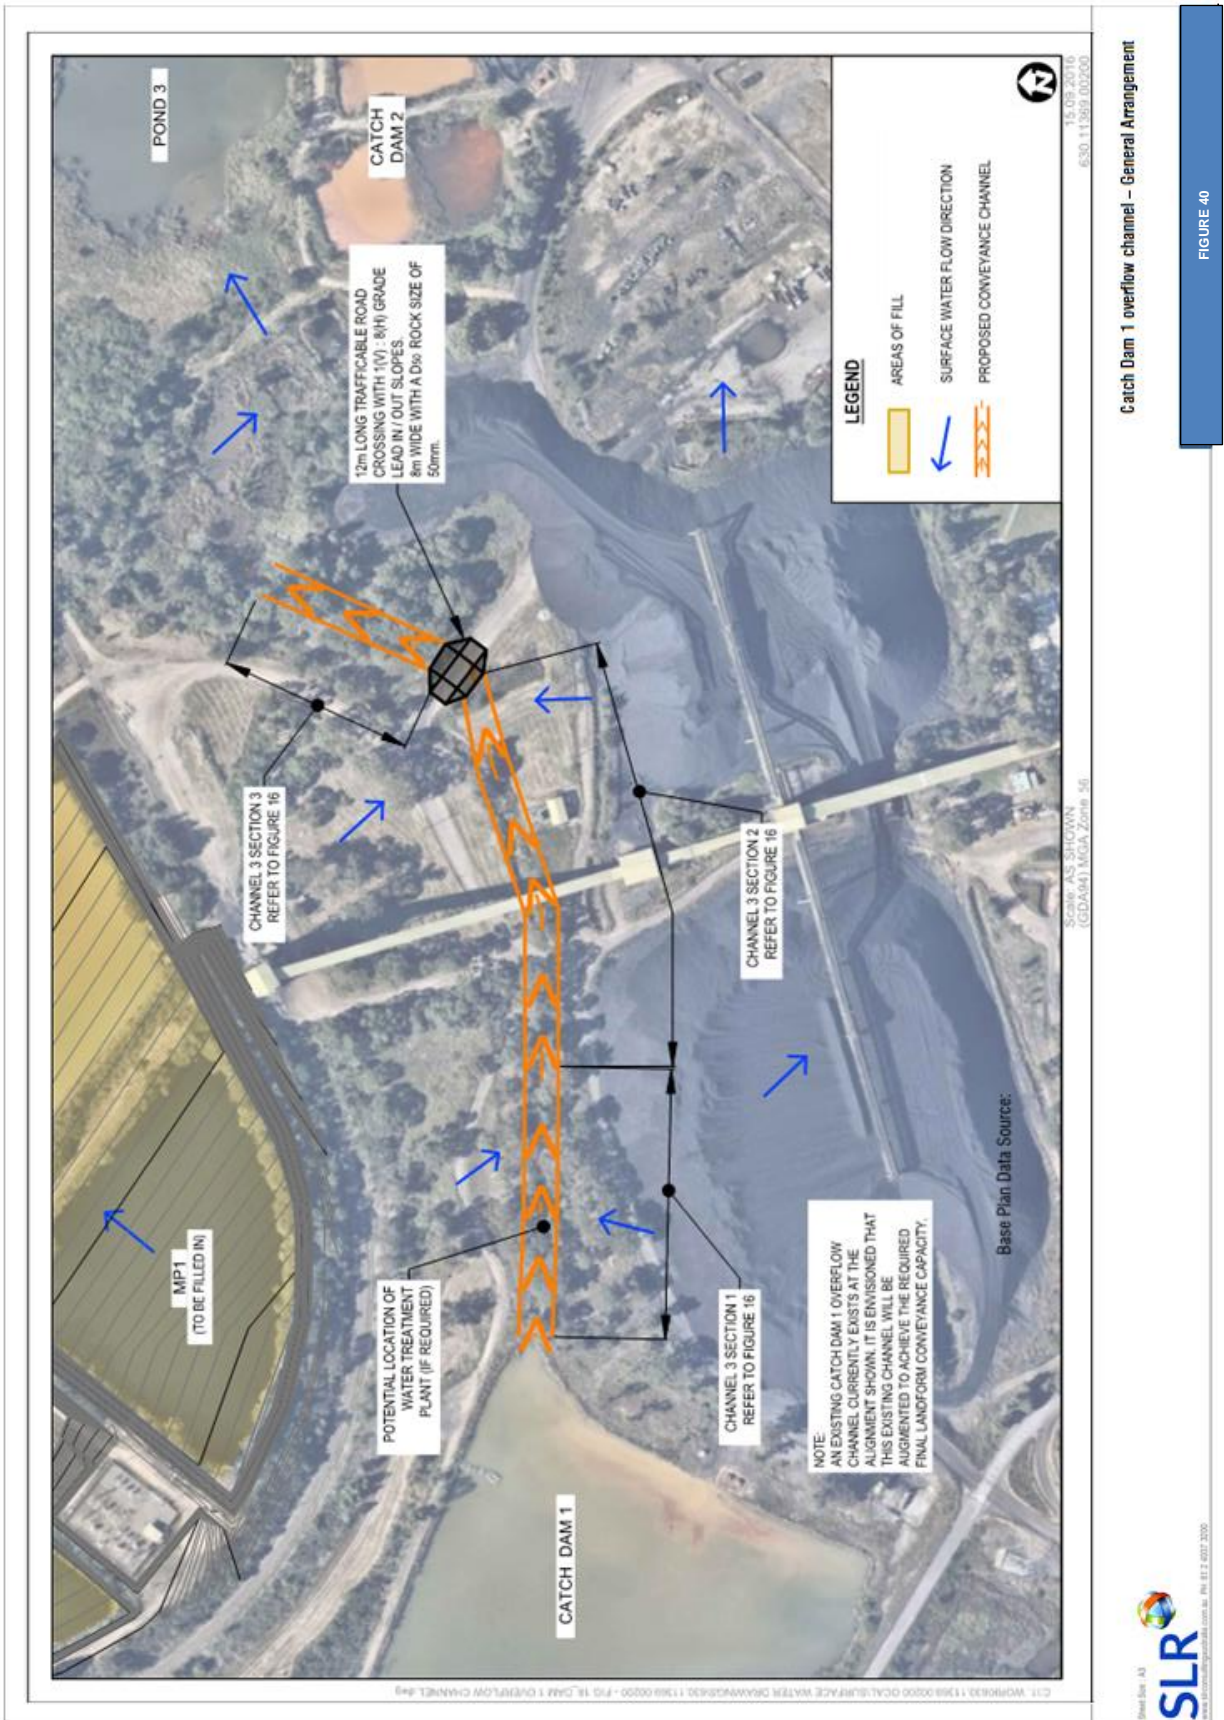 POND 3
CATCH
DAM 2
12m LONG TRAFFICABLE ROAD
CROSSING WITH 1(V) : 8(H) GRADE
LEAD IN / OUT SLOPES.
8m WIDE WITH A D50 ROCK SIZE OF
50mm.
CHANNEL 3 SECTION 3
REFER TO FIGURE 16
MP1
(TO BE FILLED IN)
POTENTIAL LOCATION OF
WATER TREATMENT
PLANT (IF REQUIRED)
CATCH DAM 1
CHANNEL 3 SECTION 1
REFER TO FIGURE 16
CHANNEL 3 SECTION 2
REFER TO FIGURE 16
NOTE:
AN EXISTING CATCH DAM 1 OVERFLOW
CHANNEL CURRENTLY EXISTS AT THE
ALIGNMENT SHOWN. IT IS ENVISIONED THAT
THIS EXISTING CHANNEL WILL BE
AUGMENTED TO ACHIEVE THE REQUIRED
FINAL LANDFORM CONVEYANCE CAPACITY.
Base Plan Data Source:
LEGEND
AREAS OF FILL
SURFACE WATER FLOW DIRECTION
PROPOSED CONVEYANCE CHANNEL
N
Scale: AS SHOWN
(GDA94) MGA Zone 56
15.09.2016
630.11369.00200
Catch Dam 1 overflow channel – General Arrangement
FIGURE 40
Sheet Size : A3
SLR